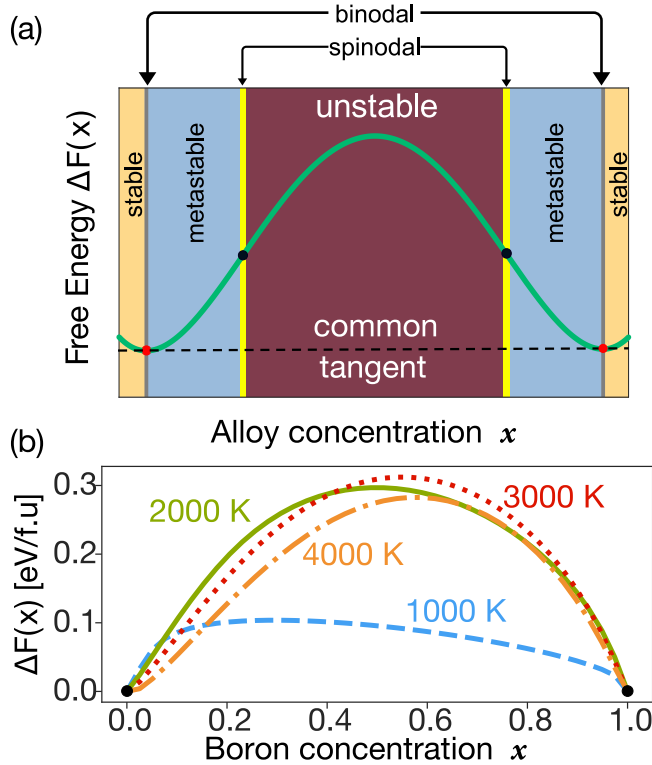 (a)
binodal
spinodal
unstable
stable
metastable
metastable
stable
Free Energy ΔF(x)
common
tangent
Alloy concentration x
(b)
0.3
0.2
0.1
0.0
ΔF(x) [eV/f.u]
2000 K
3000 K
4000 K
1000 K
0.0 0.2 0.4 0.6 0.8 1.0
Boron concentration x